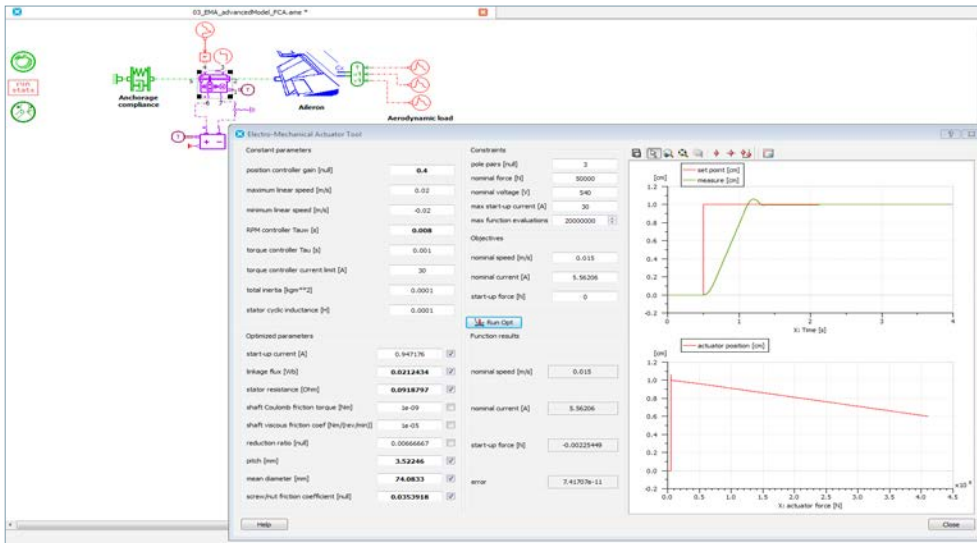 03_EMA_advancedModel_FCA.ame *
run
stats
Anchorage
compliance
Aileron
Aerodynamic load
Electro-Mechanical Actuator Tool
Constant parameters
position controller gain [null] 0.4
maximum linear speed [m/s] 0.02
minimum linear speed [m/s] -0.02
RPM controller Tauw [s] 0.008
torque controller Tau [s] 0.001
torque controller current limit [A] 30
total inertia [kgm**2] 0.0001
stator cyclic inductance [H] 0.0001
Optimized parameters
start-up current [A] 0.947176
linkage flux [Wb] 0.0212434
stator resistance [Ohm] 0.0918797
shaft Coulomb friction torque [Nm] 1e-09
shaft viscous friction coef [Nm/(rev/min)] 1e-05
reduction ratio [null] 0.00666667
pitch [mm] 3.52246
mean diameter [mm] 74.0833
screw/nut friction coefficient [null] 0.0353918
Help
Constraints
pole pairs [null] 3
nominal force [N] 50000
nominal voltage [V] 540
max start-up current [A] 30
max function evaluations 20000000
Objectives
nominal speed [m/s] 0.015
nominal current [A] 5.56206
start-up force [N] 0
Run Opt
Function results
nominal speed [m/s] 0.015
nominal current [A] 5.56206
start-up force [N] -0.00225449
error 7.41707e-11
set point [cm]
measure [cm]
[cm]
1.2
1.0
0.8
0.6
0.4
0.2
0.0
-0.2
0 1 2 3 4
X: Time [s]
actuator position [cm]
[cm]
1.2
1.0
0.8
0.6
0.4
0.2
0.0
-0.2
0.0 0.5 1.0 1.5 2.0 2.5 3.0 3.5 4.0 4.5
X: actuator force [N]
Close